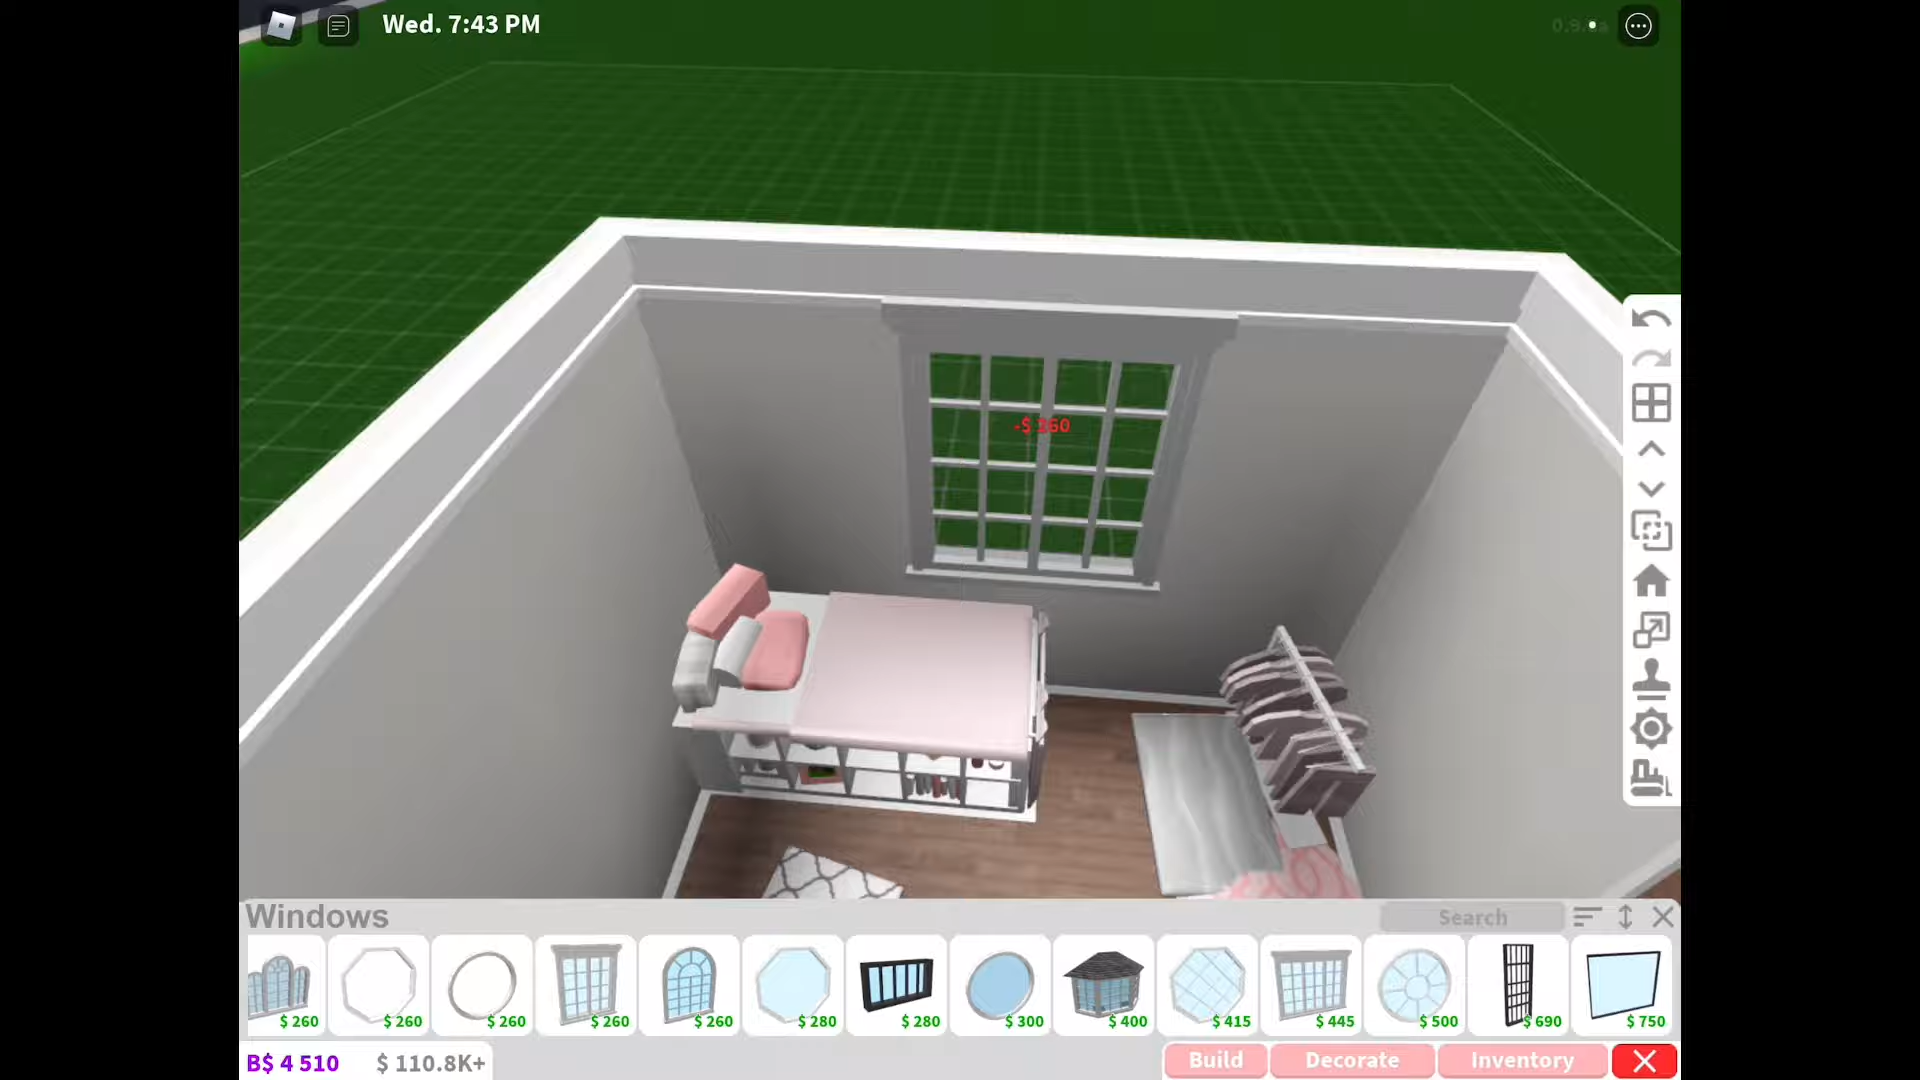 Wed. 7:43 PM
-$ 260
Windows
Search
$ 260
$ 260
$ 260
$ 260
$ 260
$ 280
$ 280
$ 300
$ 400
$ 415
$ 445
$ 500
$ 690
$ 750
B$ 4 510
$ 110.8K+
Build
Decorate
Inventory